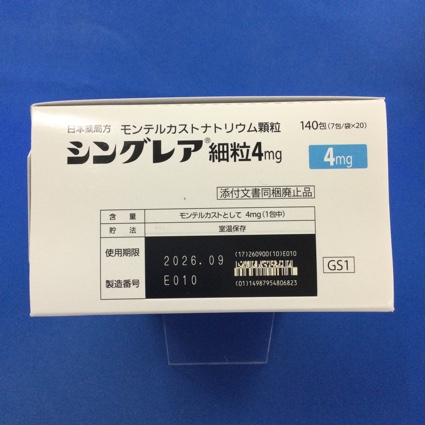 日本薬局方 モンテルカストナトリウム顆粒 140包(7包/袋×20)
シングレア®細粒4mg 4mg
添付文書同梱廃止品
含量 モンテルカストとして 4mg(1包中)
貯法 室温保存
使用期限 2026.09 (17)260900(10)E010
製造番号 E010 (01)14987954806823
GS1